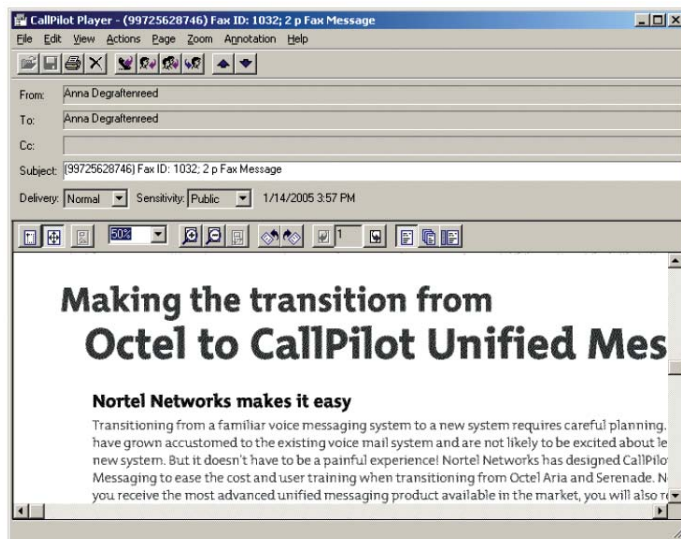 CallPilot Player - (99725628746) Fax ID: 1032; 2 p Fax Message
File Edit View Actions Page Zoom Annotation Help
From: Anna Degraftenreed
To: Anna Degraftenreed
Cc:
Subject: (99725628746) Fax ID: 1032; 2 p Fax Message
Delivery: Normal Sensitivity: Public 1/14/2005 3:57 PM
50% 1
Making the transition from
Octel to CallPilot Unified Mes
Nortel Networks makes it easy
Transitioning from a familiar voice messaging system to a new system requires careful planning.
have grown accustomed to the existing voice mail system and are not likely to be excited about le
new system. But it doesn't have to be a painful experience! Nortel Networks has designed CallPilo
Messaging to ease the cost and user training when transitioning from Octel Aria and Serenade. N
you receive the most advanced unified messaging product available in the market, you will also r